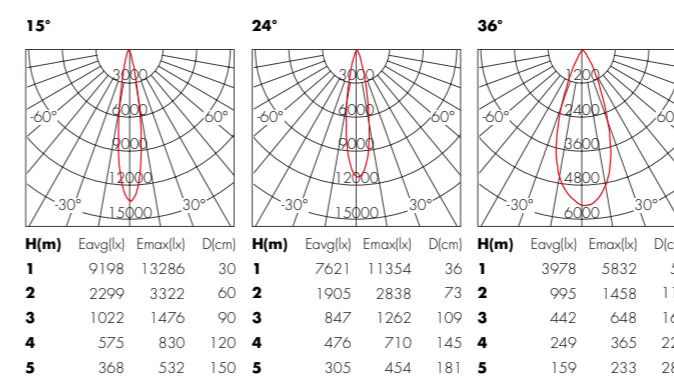 15° 24° 36°
3000 3000 1200
6000 6000 2400
-60° 60° -60° 60° -60°
9000 9000 3600
12000 12000 4800
-30° 30° -30° 30° -30° 30°
15000 15000 6000
H(m) Eavg(lx) Emax(lx) D(cm) H(m) Eavg(lx) Emax(lx) D(cm) H(m) Eavg(lx) Emax(lx)
1 9198 13286 30 1 7621 11354 36 1 3978 5832
2 2299 3322 60 2 1905 2838 73 2 995 1458
3 1022 1476 90 3 847 1262 109 3 442 648
4 575 830 120 4 476 710 145 4 249 365
5 368 532 150 5 305 454 181 5 159 233